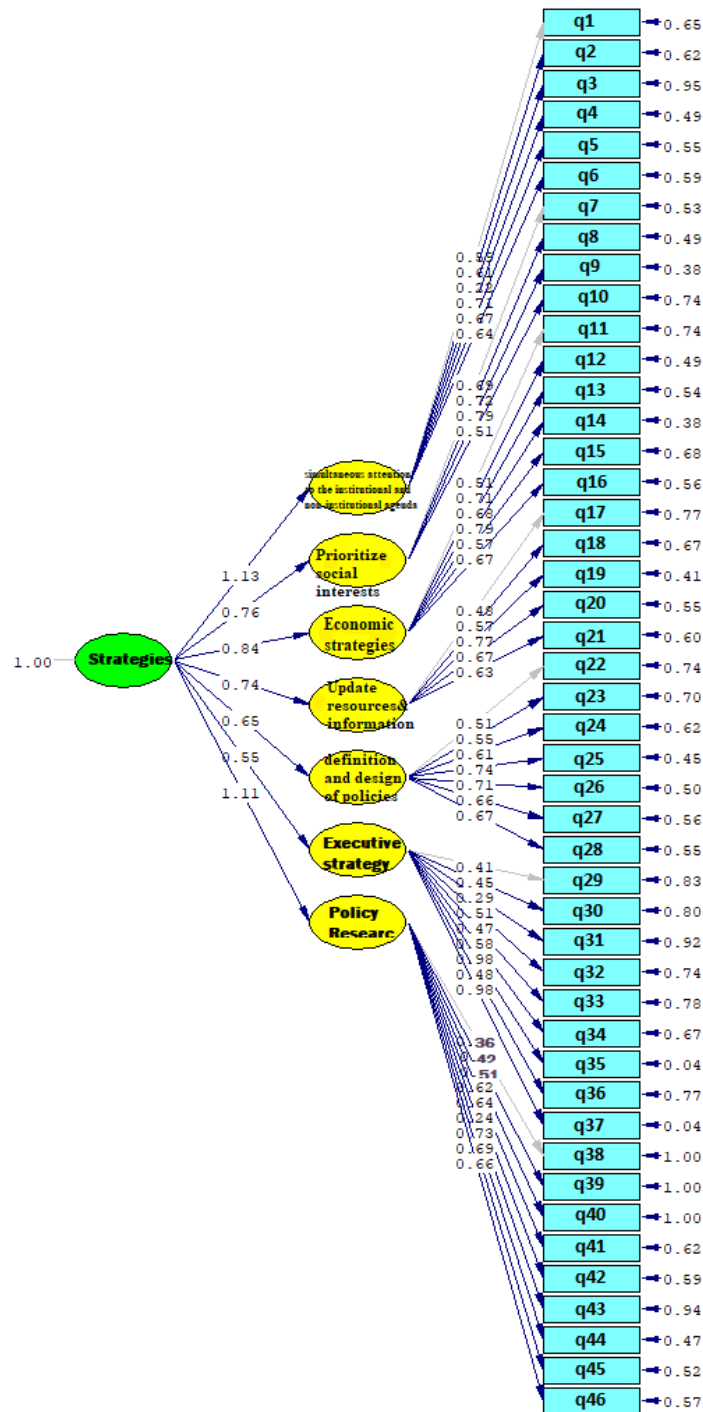 q1
0.65
q2
0.62
q3
0.95
q4
0.49
q5
0.55
q6
0.59
q7
0.53
q8
0.49
q9
0.38
q10
0.74
q11
0.74
q12
0.49
q13
0.54
q14
0.38
q15
0.68
q16
0.56
q17
0.77
q18
0.67
q19
0.41
q20
0.55
q21
0.60
q22
0.74
q23
0.70
q24
0.62
q25
0.45
q26
0.50
q27
0.56
q28
0.55
q29
0.83
q30
0.80
q31
0.92
q32
0.74
q33
0.78
q34
0.67
q35
0.04
q36
0.77
q37
0.04
q38
1.00
q39
1.00
q40
1.00
q41
0.62
q42
0.59
q43
0.94
q44
0.47
q45
0.52
q46
0.57
0.59
0.61
0.22
0.71
0.67
0.64
0.69
0.72
0.79
0.51
0.51
0.71
0.68
0.79
0.57
0.67
0.48
0.57
0.77
0.67
0.63
0.51
0.55
0.61
0.74
0.71
0.66
0.67
0.41
0.45
0.29
0.51
0.47
0.58
0.98
0.48
0.98
0.36
0.49
0.51
0.62
0.64
0.24
0.73
0.69
0.66
simultaneous attention
to the institutional and
non-institutional agenda
Prioritize
social
interests
Economic
strategies
Update
resources&
information
definition
and design
of policies
Executive
strategy
Policy
Researc
1.13
0.76
0.84
0.74
0.65
0.55
1.11
1.00
Strategies